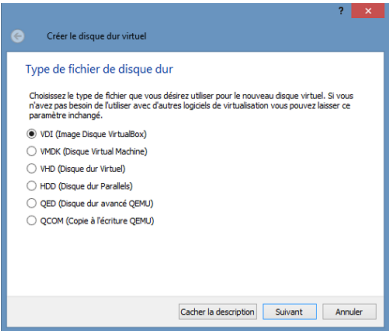 ?
Créer le disque dur virtuel
Type de fichier de disque dur
Choisissez le type de fichier que vous désirez utiliser pour le nouveau disque virtuel. Si vous
n'avez pas besoin de l'utiliser avec d'autres logiciels de virtualisation vous pouvez laisser ce
paramètre inchangé.
VDI (Image Disque VirtualBox)
VMDK (Disque Virtual Machine)
VHD (Disque dur Virtuel)
HDD (Disque dur Parallels)
QED (Disque dur avancé QEMU)
QCOM (Copie à l'écriture QEMU)
Cacher la description Suivant Annuler